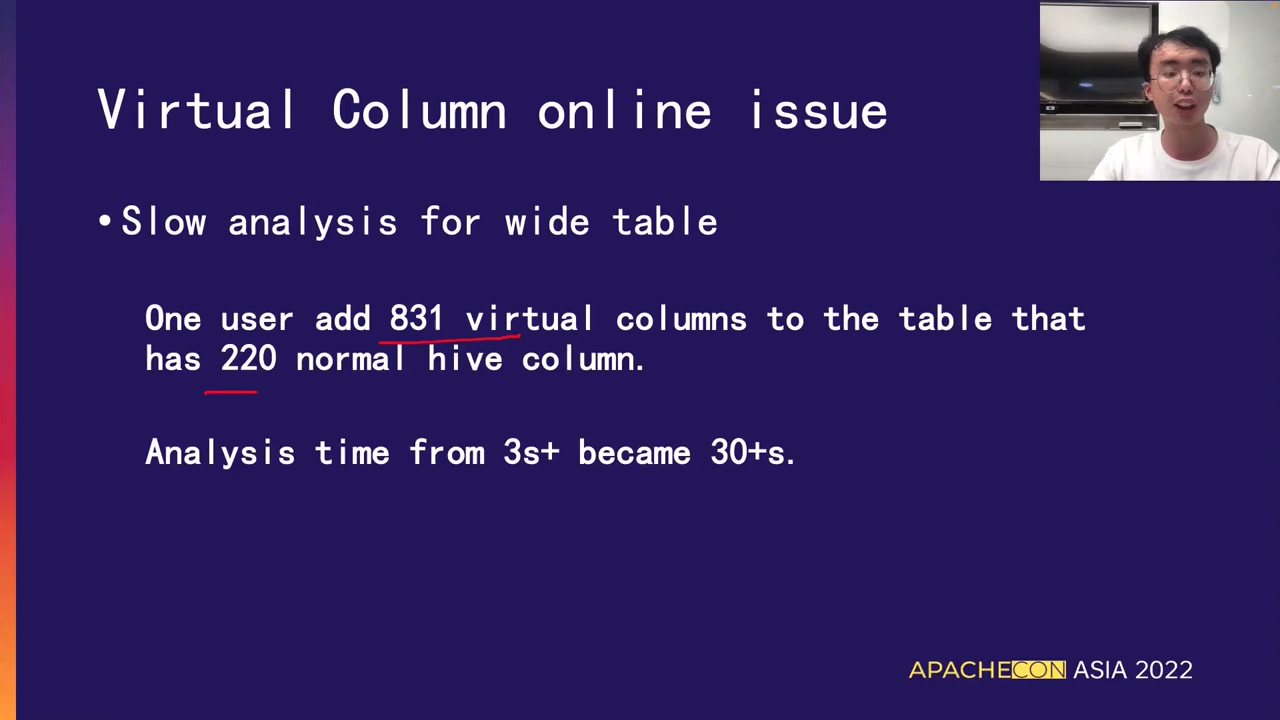 Virtual Column online issue
•Slow analysis for wide table
One user add 831 virtual columns to the table that
has 220 normal hive column.
Analysis time from 3s+ became 30+s.
APACHECON ASIA 2022